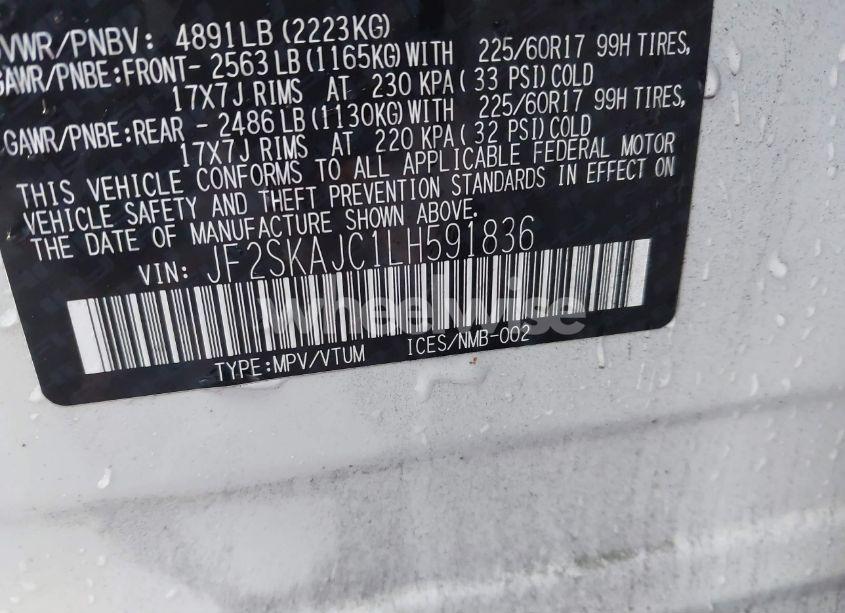 VWR/PNBV: 4891LB (2223KG)
GAWR/PNBE:FRONT- 2563 LB (1165KG) WITH 225/60R17 99H TIRES,
17X7J RIMS AT 230 KPA ( 33 PSI) COLD
GAWR/PNBE:REAR - 2486 LB (1130KG) WITH 225/60R17 99H TIRES,
17X7J RIMS AT 220 KPA ( 32 PSI) COLD
THIS VEHICLE CONFORMS TO ALL APPLICABLE FEDERAL MOTOR
VEHICLE SAFETY AND THEFT PREVENTION STANDARDS IN EFFECT ON
THE DATE OF MANUFACTURE SHOWN ABOVE.
VIN: JF2SKAJC1LH591836
wheelwise
TYPE:MPV/VTUM ICES/NMB-002